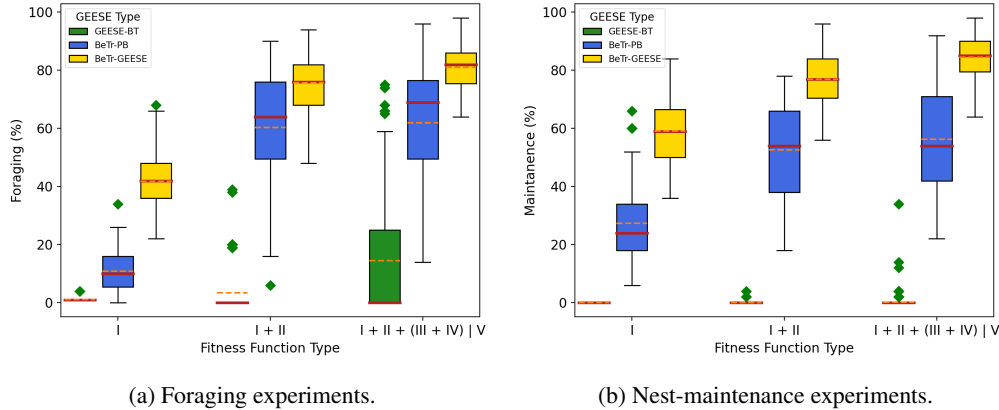 GEESE Type
GEESE-BT
BeTr-PB
BeTr-GEESE
100
80
60
40
20
0
Foraging (%)
I
I + II
I + II + (III + IV) | V
Fitness Function Type
(a) Foraging experiments.
GEESE Type
GEESE-BT
BeTr-PB
BeTr-GEESE
100
80
60
40
20
0
Maintanence (%)
I
I + II
I + II + (III + IV) | V
Fitness Function Type
(b) Nest-maintenance experiments.